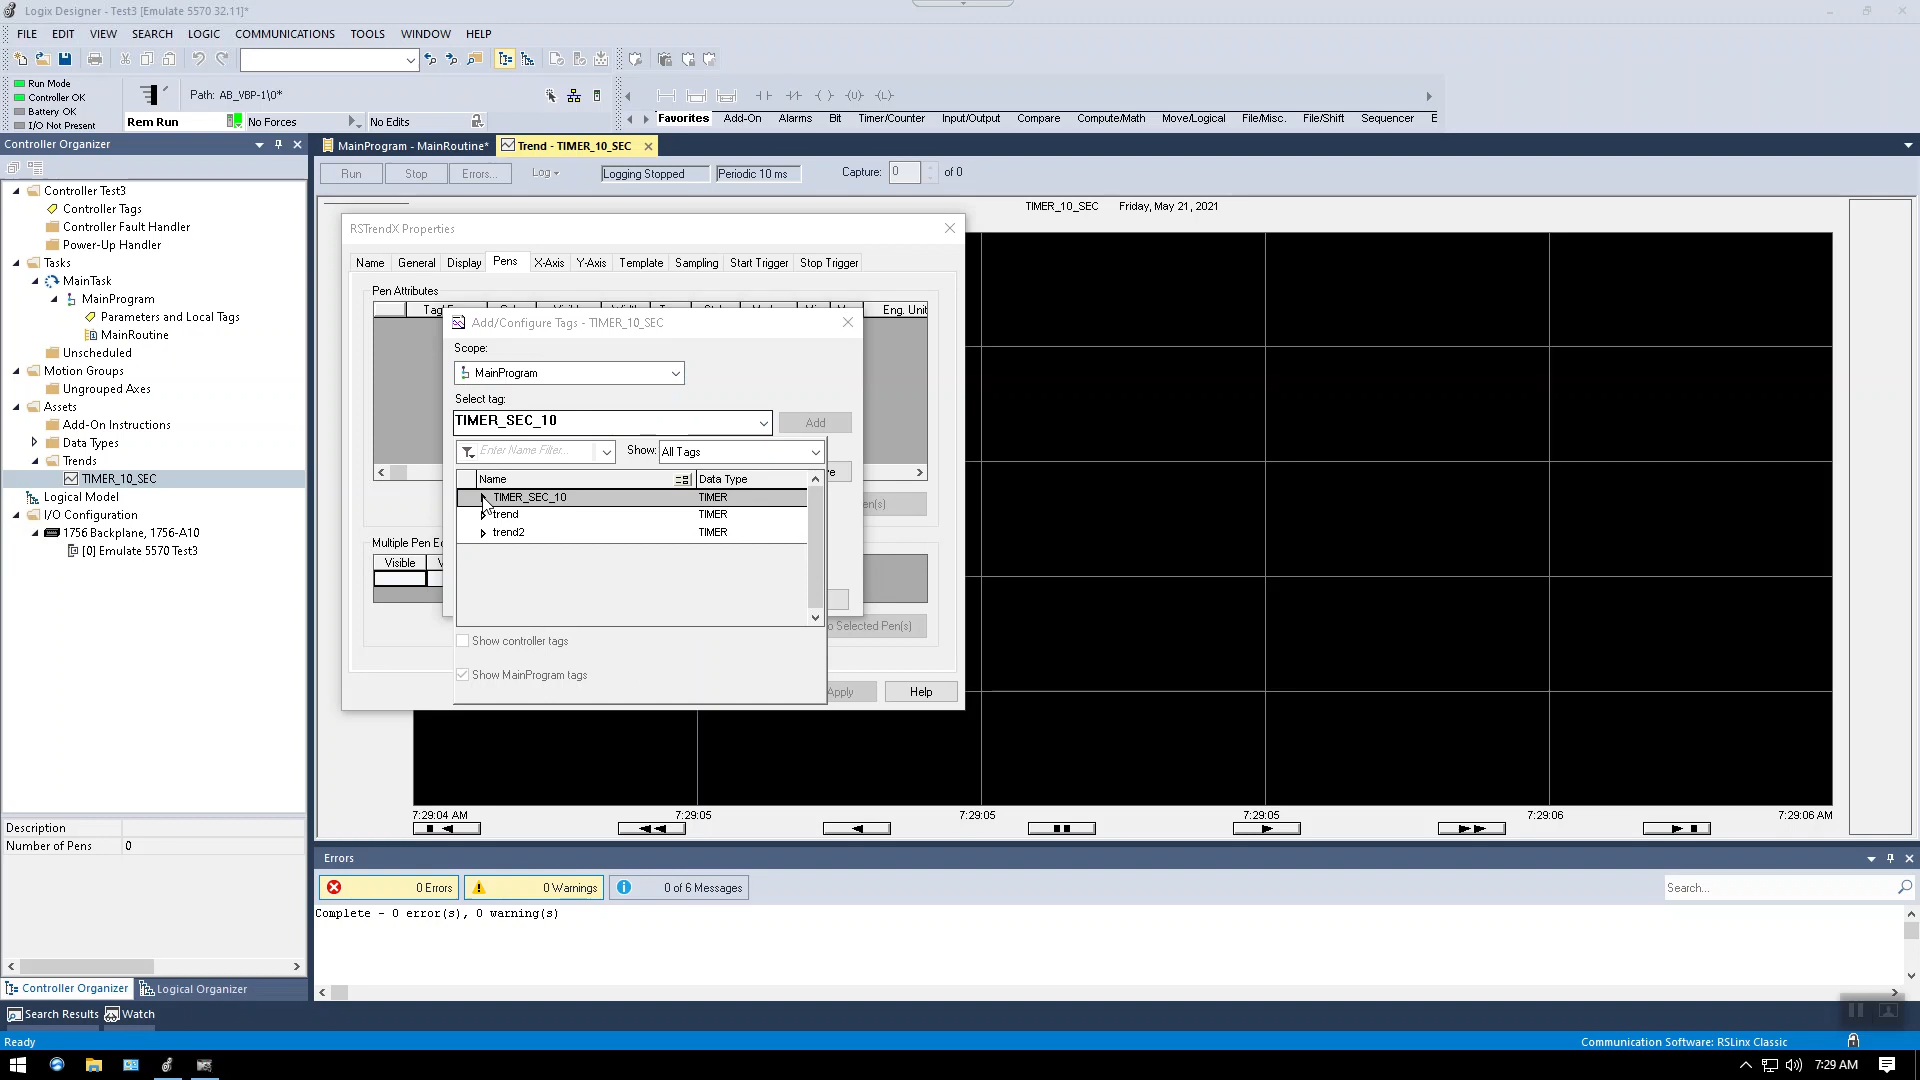 Logix Designer - Test3 [Emulate 5570 32.11]*
FILE EDIT VIEW SEARCH LOGIC COMMUNICATIONS TOOLS WINDOW HELP
Run Mode
Controller OK
Battery OK
I/O Not Present
Path: AB_VBP-1\0*
Rem Run No Forces No Edits
Favorites Add-On Alarms Bit Timer/Counter Input/Output Compare Compute/Math Move/Logical File/Misc. File/Shift Sequencer E
Controller Organizer
MainProgram - MainRoutine* Trend - TIMER_10_SEC
Run Stop Errors... Log Logging Stopped Periodic 10 ms Capture: 0 of 0
Controller Test3
Controller Tags
Controller Fault Handler
Power-Up Handler
Tasks
MainTask
MainProgram
Parameters and Local Tags
MainRoutine
Unscheduled
Motion Groups
Ungrouped Axes
Assets
Add-On Instructions
Data Types
Trends
TIMER_10_SEC
Logical Model
I/O Configuration
1756 Backplane, 1756-A10
[0] Emulate 5570 Test3
TIMER_10_SEC Friday, May 21, 2021
RSTrendX Properties
Name General Display Pens X-Axis Y-Axis Template Sampling Start Trigger Stop Trigger
Pen Attributes
Eng. Unit
Add/Configure Tags - TIMER_10_SEC
Scope:
MainProgram
Select tag:
TIMER_SEC_10 Add
Enter Name Filter... Show: All Tags
Name Data Type
TIMER_SEC_10 TIMER
trend TIMER
trend2 TIMER
Show controller tags
Show MainProgram tags
en(s)
Multiple Pen E
Visible
o Selected Pen(s)
Apply Help
7:29:04 AM 7:29:05 7:29:05 7:29:05 7:29:06 7:29:06 AM
Description
Number of Pens 0
Controller Organizer Logical Organizer
Errors
0 Errors 0 Warnings 0 of 6 Messages Search...
Complete - 0 error(s), 0 warning(s)
Search Results Watch
Ready Communication Software: RSLinx Classic
7:29 AM